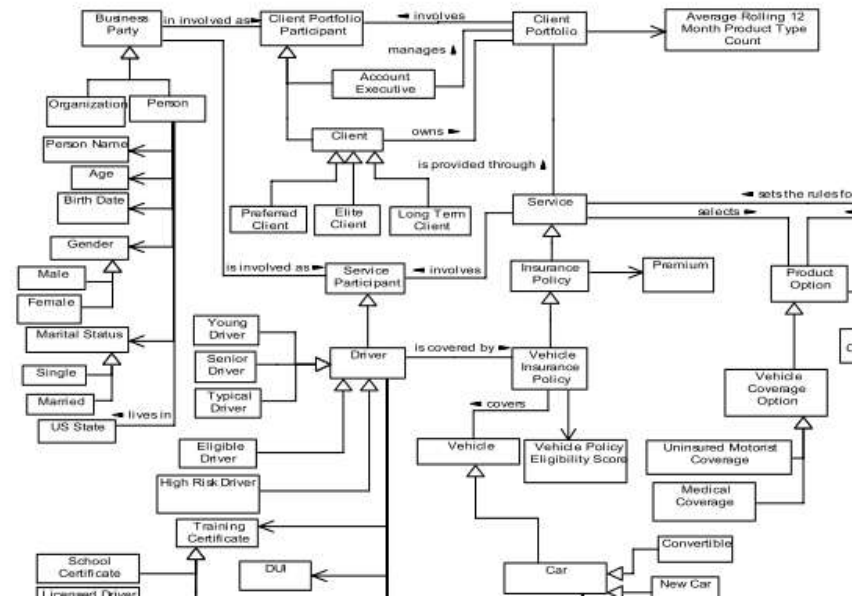 Business
Party
in involved as
Client Portfolio
Participant
involves
Client
Portfolio
Average Rolling 12
Month Product Type
Count
manages
Account
Executive
Organization
Person
Client
owns
Person Name
Age
Birth Date
is provided through
Preferred
Client
Elite
Client
Long Term
Client
Service
sets the rules fo
selects
Gender
Male
Female
is involved as
Service
Participant
involves
Insurance
Policy
Premium
Product
Option
Marital Status
Single
Married
lives in
US State
Young
Driver
Senior
Driver
Typical
Driver
Driver
is covered by
Vehicle
Insurance
Policy
Vehicle
Coverage
Option
covers
Eligible
Driver
Vehicle
Vehicle Policy
Eligibility Score
Uninsured Motorist
Coverage
High Risk Driver
Medical
Coverage
Training
Certificate
School
Certificate
Licensed Driver
DUI
Car
Convertible
New Car